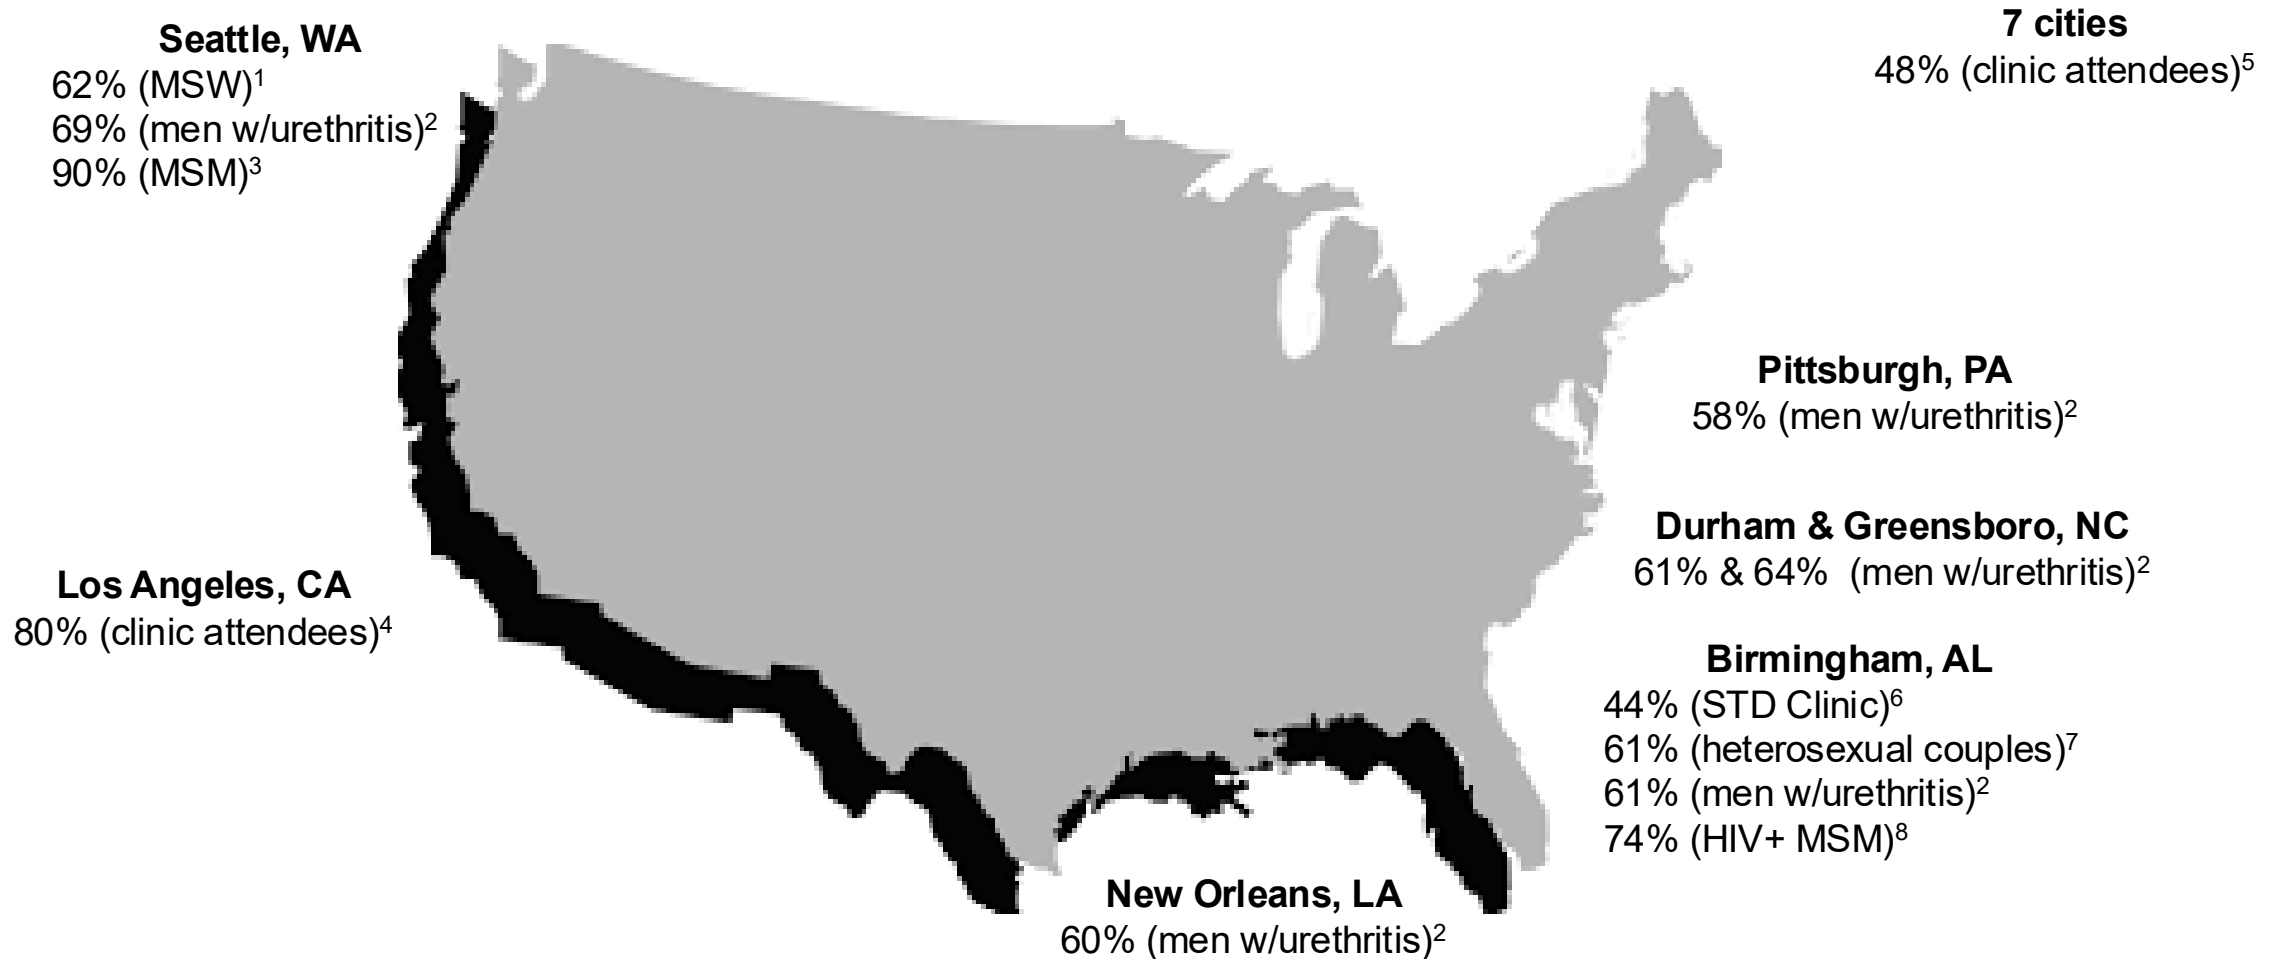 Seattle, WA
62% (MSW)¹
69% (men w/urethritis)²
90% (MSM)³
7 cities
48% (clinic attendees)⁵
Pittsburgh, PA
58% (men w/urethritis)²
Durham & Greensboro, NC
61% & 64% (men w/urethritis)²
Los Angeles, CA
80% (clinic attendees)⁴
Birmingham, AL
44% (STD Clinic)⁶
61% (heterosexual couples)⁷
61% (men w/urethritis)²
74% (HIV+ MSM)⁸
New Orleans, LA
60% (men w/urethritis)²